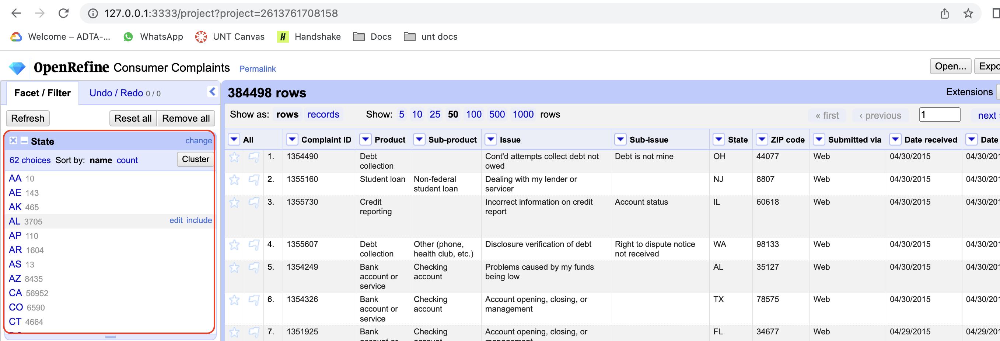 127.0.0.1:3333/project?project=2613761708158
Welcome – ADTA-... WhatsApp UNT Canvas H Handshake Docs unt docs
OpenRefine Consumer Complaints Permalink Open... Expo
Facet / Filter Undo / Redo 0 / 0 384498 rows Extensions
Refresh Reset all Remove all Show as: rows records Show: 5 10 25 50 100 500 1000 rows « first ‹ previous 1 next ›
State change
62 choices Sort by: name count Cluster
AA 10
AE 143
AK 465
AL 3705 edit include
AP 110
AR 1604
AS 13
AZ 8435
CA 56952
CO 6590
CT 4664
All Complaint ID Product Sub-product Issue Sub-issue State ZIP code Submitted via Date received Date
1. 1354490 Debt Cont'd attempts collect debt not Debt is not mine OH 44077 Web 04/30/2015 04/30/201
collection owed
2. 1355160 Student loan Non-federal Dealing with my lender or NJ 8807 Web 04/30/2015 04/30/201
student loan servicer
3. 1355730 Credit Incorrect information on credit Account status IL 60618 Web 04/30/2015 04/30/201
reporting report
4. 1355607 Debt Other (phone, Disclosure verification of debt Right to dispute notice WA 98133 Web 04/30/2015 04/30/201
collection health club, etc.) not received
5. 1354249 Bank Checking Problems caused by my funds AL 35127 Web 04/30/2015 04/30/201
account or account being low
service
6. 1354326 Bank Checking Account opening, closing, or TX 78575 Web 04/30/2015 04/30/201
account or account management
service
7. 1351925 Bank Checking Account opening, closing, or FL 34677 Web 04/29/2015 04/29/201
account or account management